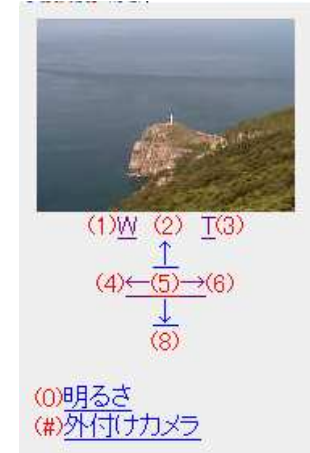 (1)W (2) T(3)
↑
(4)←(5)→(6)
↓
(8)
(0)明るさ
(#)外付けカメラ